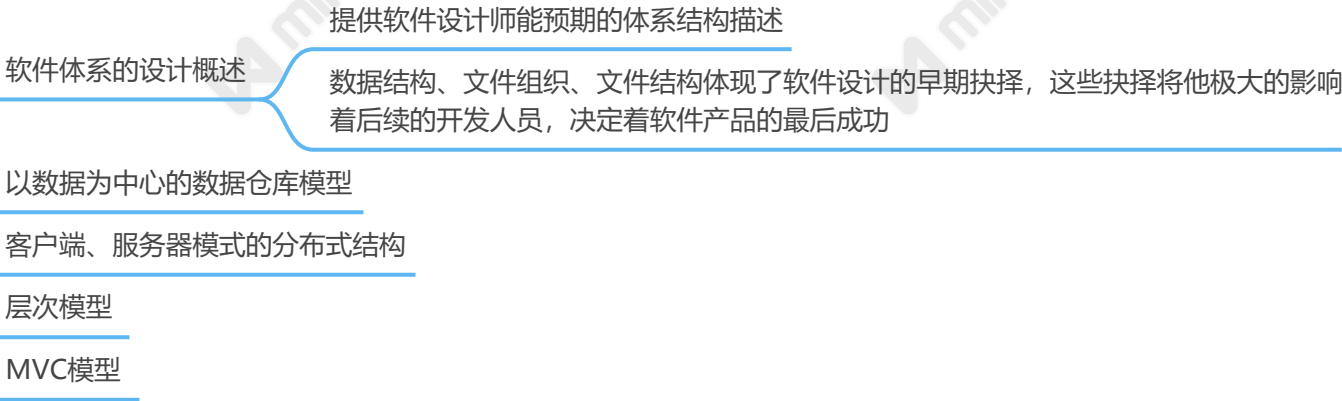 提供软件设计师能预期的体系结构描述
软件体系的设计概述
数据结构、文件组织、文件结构体现了软件设计的早期抉择，这些抉择将他极大的影响
着后续的开发人员，决定着软件产品的最后成功
以数据为中心的数据仓库模型
客户端、服务器模式的分布式结构
层次模型
MVC模型